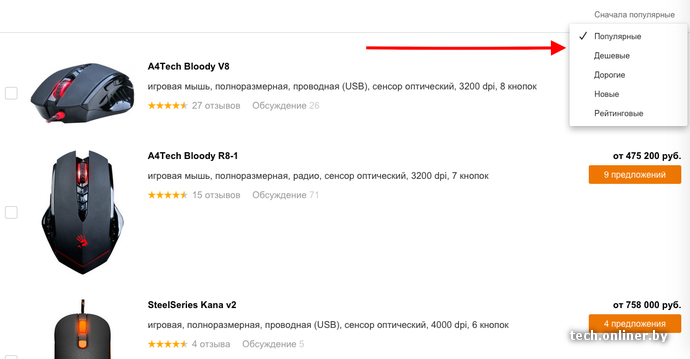 Сначала популярные
Популярные
Дешевые
Дорогие
Новые
Рейтинговые
A4Tech Bloody V8
игровая мышь, полноразмерная, проводная (USB), сенсор оптический, 3200 dpi, 8 кнопок
27 отзывов Обсуждение 26
A4Tech Bloody R8-1
от 475 200 руб.
игровая мышь, полноразмерная, радио, сенсор оптический, 3200 dpi, 7 кнопок
9 предложений
15 отзывов Обсуждение 71
SteelSeries Kana v2
от 758 000 руб.
игровая, полноразмерная, проводная (USB), сенсор оптический, 4000 dpi, 6 кнопок
4 предложения
4 отзыва Обсуждение 5
tech.onliner.by